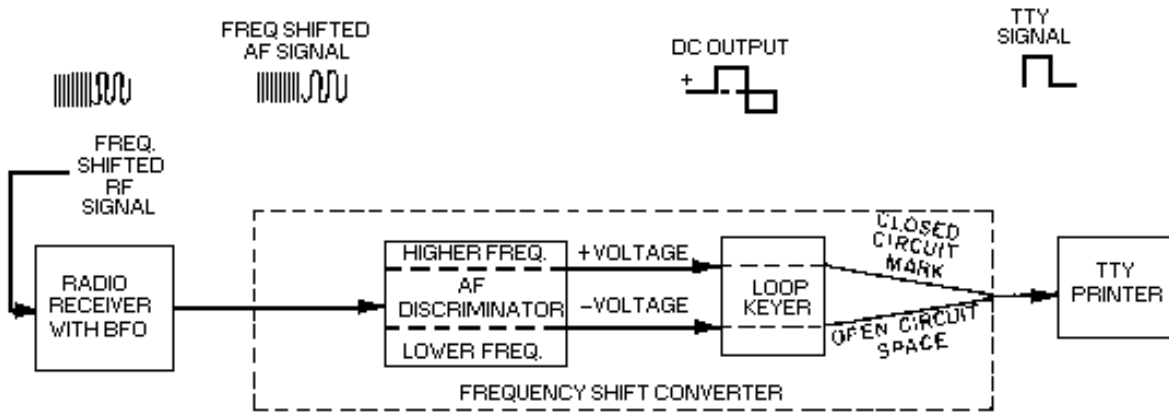 FREQ SHIFTED
AF SIGNAL
DC OUTPUT
+
TTY
SIGNAL
FREQ.
SHIFTED
RF
SIGNAL
RADIO
RECEIVER
WITH BFO
HIGHER FREQ.
AF
DISCRIMINATOR
LOWER FREQ.
+VOLTAGE
−VOLTAGE
LOOP
KEYER
CLOSED
CIRCUIT
MARK
OPEN CIRCUIT
SPACE
TTY
PRINTER
FREQUENCY SHIFT CONVERTER